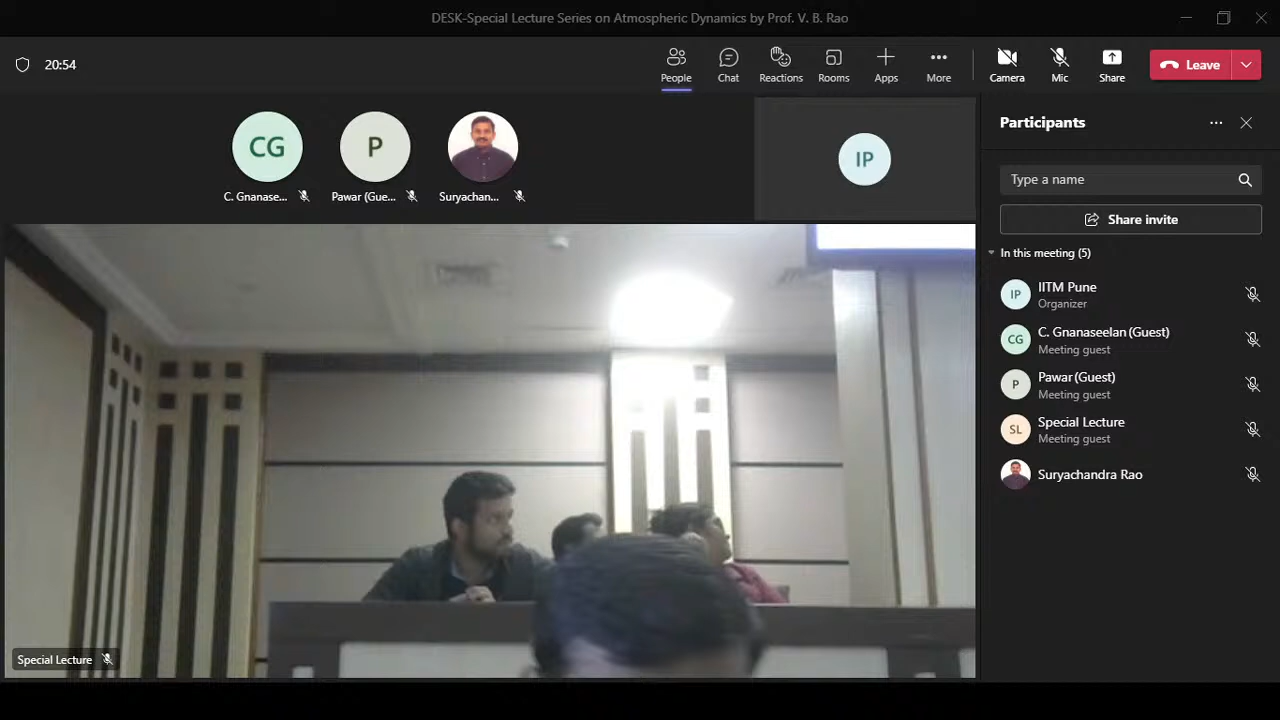 DESK-Special Lecture Series on Atmospheric Dynamics by Prof. V. B. Rao
20:54
People
Chat
Reactions
Rooms
Apps
More
Camera
Mic
Share
Leave
CG
P
C. Gnanase...
Pawar (Gue...
Suryachan...
IP
Participants
Type a name
Share invite
In this meeting (5)
IP
IITM Pune
Organizer
CG
C. Gnanaseelan (Guest)
Meeting guest
P
Pawar (Guest)
Meeting guest
SL
Special Lecture
Meeting guest
Suryachandra Rao
Special Lecture